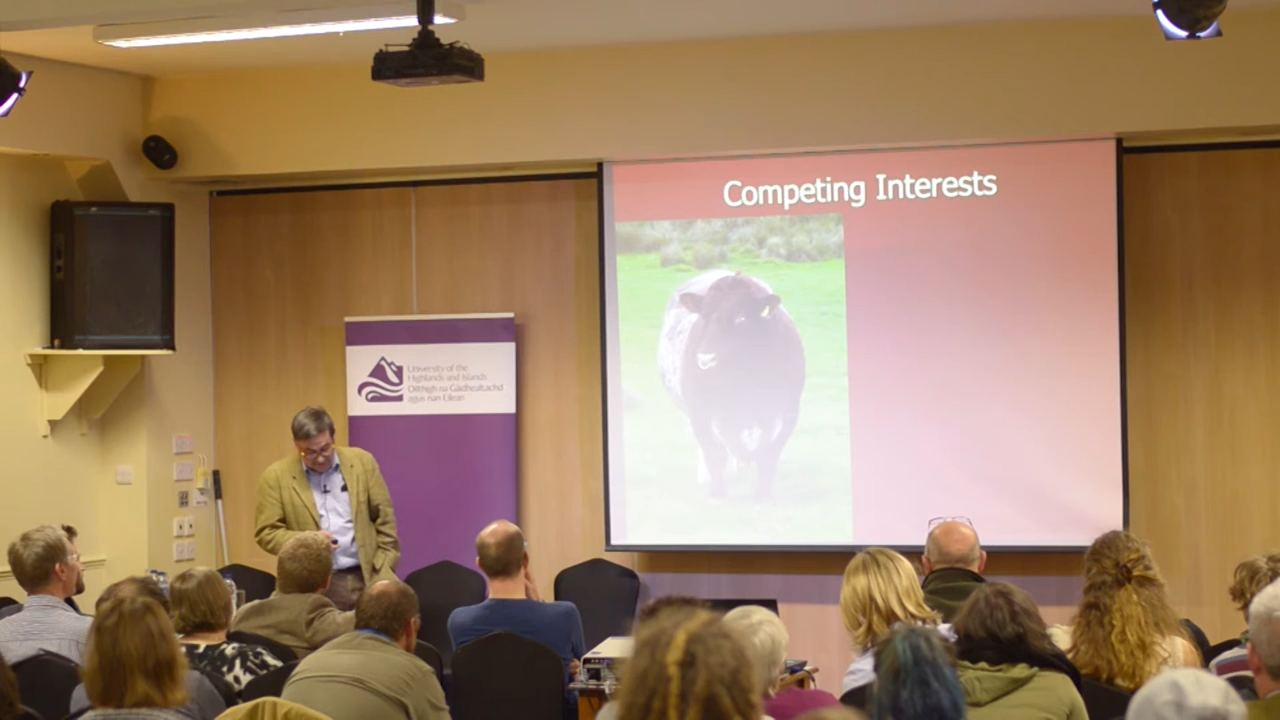 Competing Interests
University of the
Highlands and Islands
Oilthigh na Gàidhealtachd
agus nan Eilean